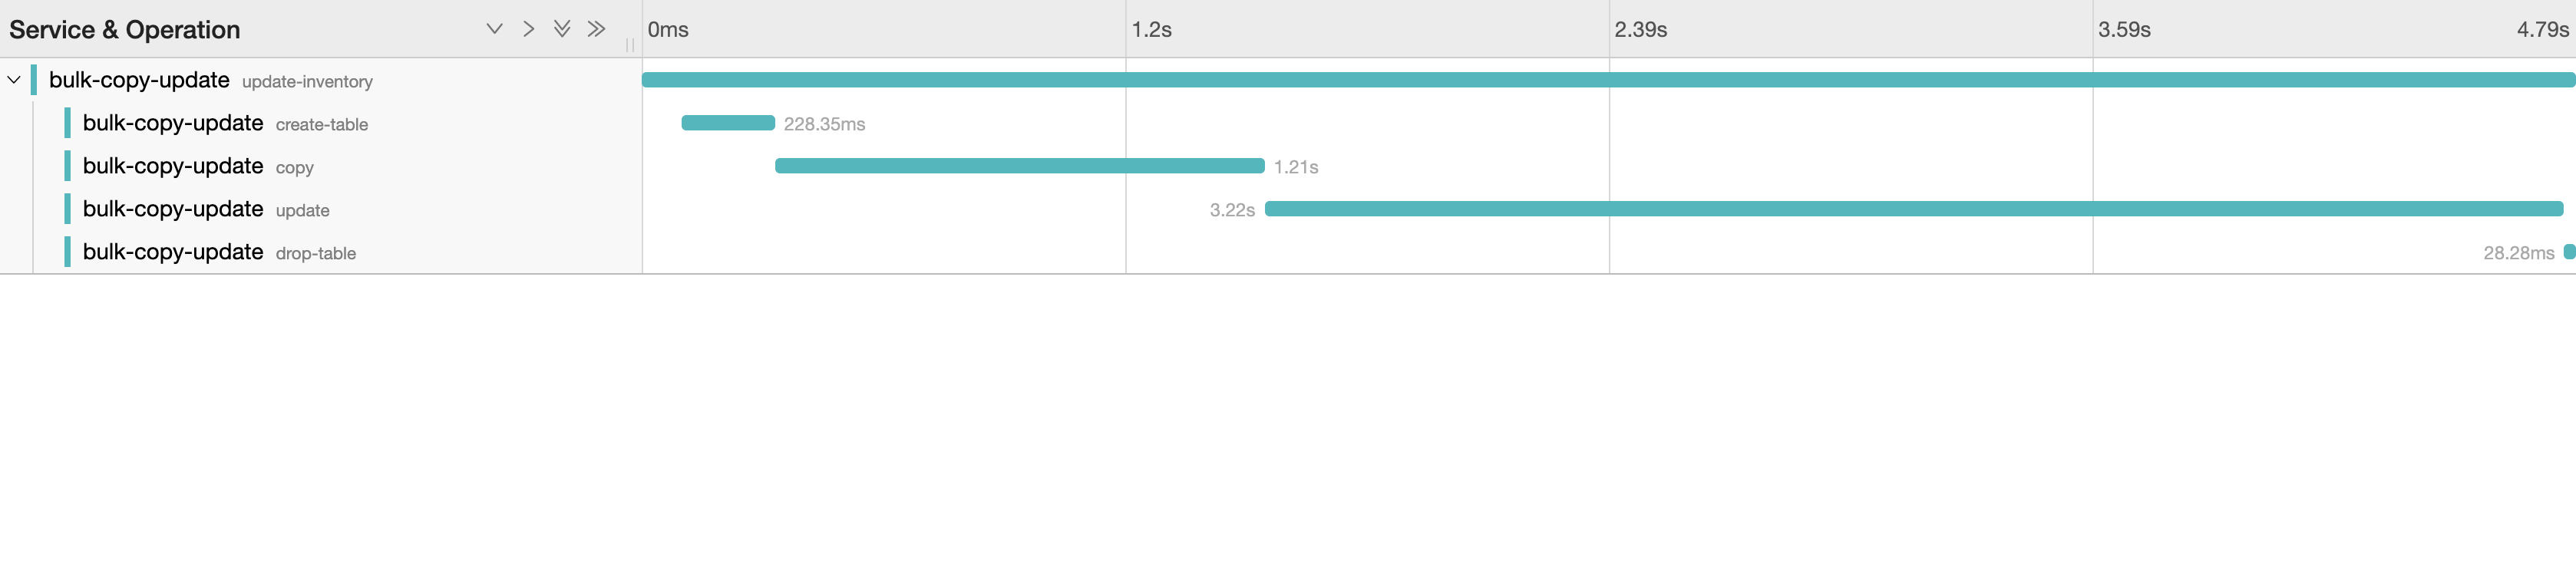 Service & Operation 0ms 1.2s 2.39s 3.59s 4.79s
bulk-copy-update update-inventory
bulk-copy-update create-table 228.35ms
bulk-copy-update copy 1.21s
bulk-copy-update update 3.22s
bulk-copy-update drop-table 28.28ms